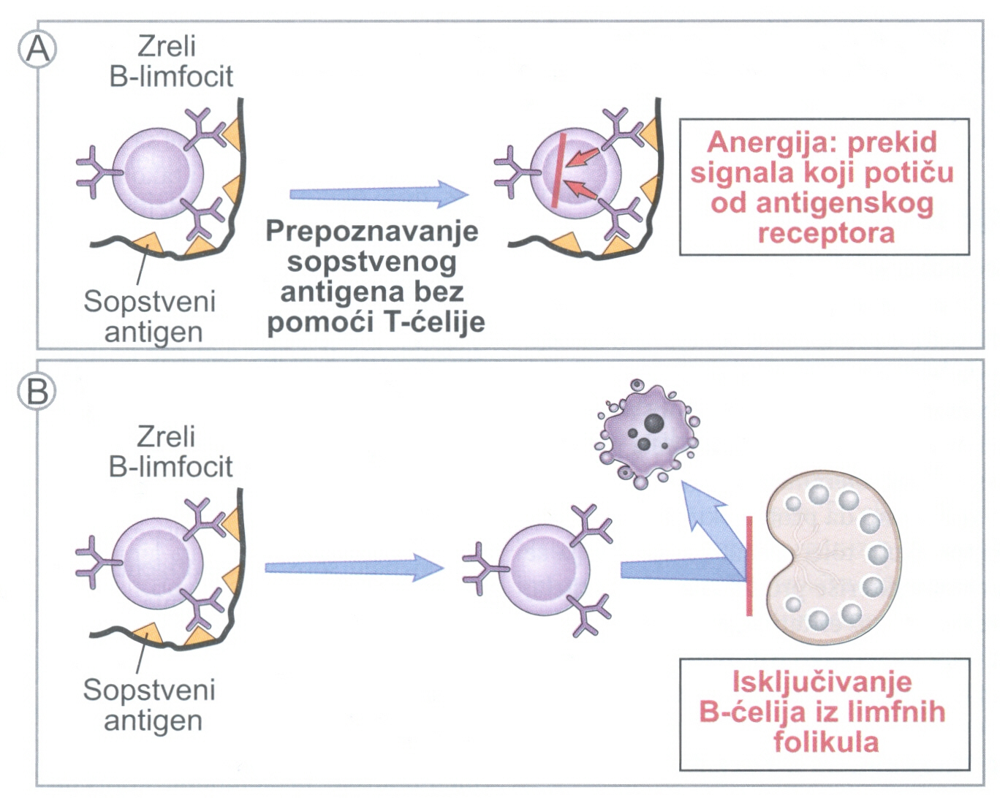 A
Zreli
B-limfocit
Sopstveni
antigen
Prepoznavanje
sopstvenog
antigena bez
pomoći T-ćelije
Anergija: prekid
signala koji potiču
od antigenskog
receptora
B
Zreli
B-limfocit
Sopstveni
antigen
Isključivanje
B-ćelija iz limfnih
folikula